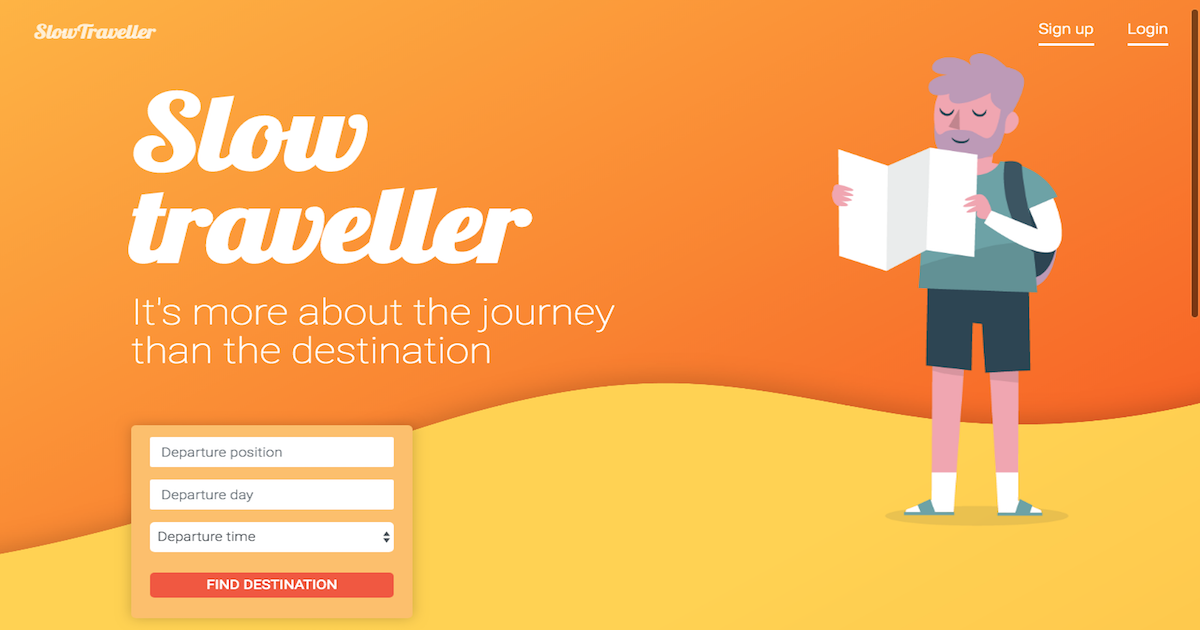 SlowTraveller
Sign up
Login
Slow
traveller
It's more about the journey
than the destination
Departure position
Departure day
Departure time
FIND DESTINATION